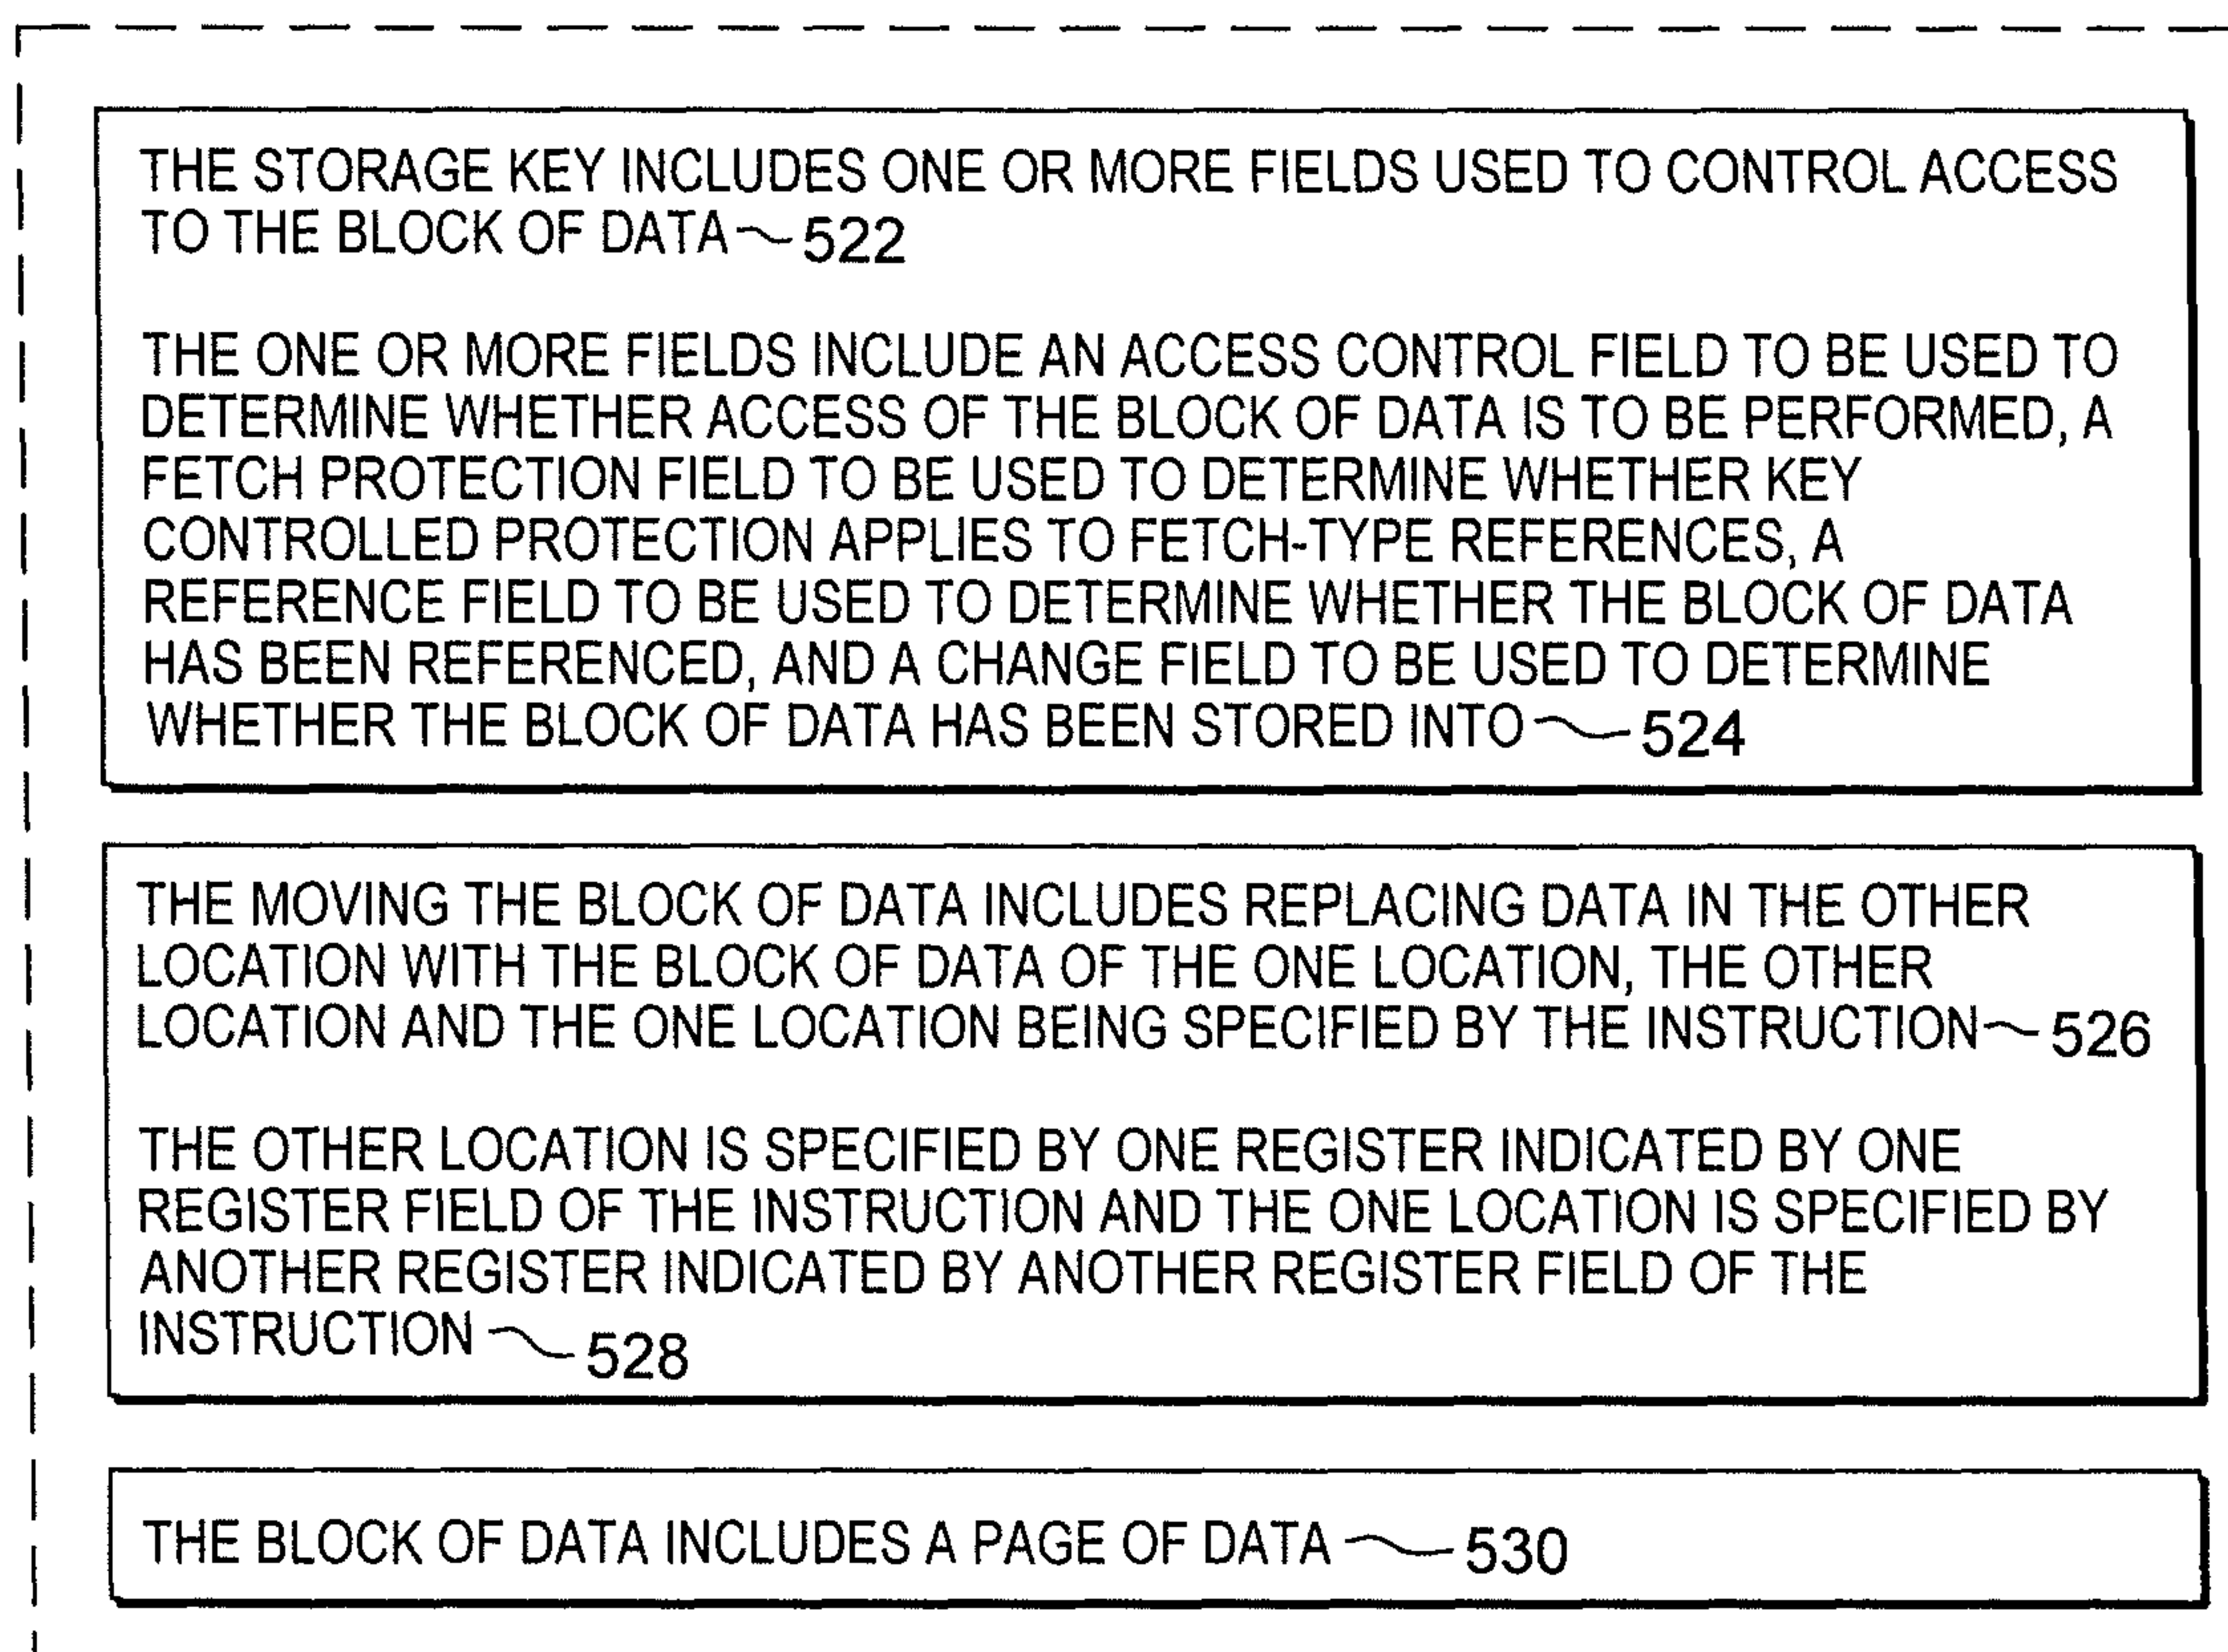 THE STORAGE KEY INCLUDES ONE OR MORE FIELDS USED TO CONTROL ACCESS
TO THE BLOCK OF DATA 522
THE ONE OR MORE FIELDS INCLUDE AN ACCESS CONTROL FIELD TO BE USED TO
DETERMINE WHETHER ACCESS OF THE BLOCK OF DATA IS TO BE PERFORMED, A
FETCH PROTECTION FIELD TO BE USED TO DETERMINE WHETHER KEY
CONTROLLED PROTECTION APPLIES TO FETCH-TYPE REFERENCES, A
REFERENCE FIELD TO BE USED TO DETERMINE WHETHER THE BLOCK OF DATA
HAS BEEN REFERENCED, AND A CHANGE FIELD TO BE USED TO DETERMINE
WHETHER THE BLOCK OF DATA HAS BEEN STORED INTO 524
THE MOVING THE BLOCK OF DATA INCLUDES REPLACING DATA IN THE OTHER
LOCATION WITH THE BLOCK OF DATA OF THE ONE LOCATION, THE OTHER
LOCATION AND THE ONE LOCATION BEING SPECIFIED BY THE INSTRUCTION 526
THE OTHER LOCATION IS SPECIFIED BY ONE REGISTER INDICATED BY ONE
REGISTER FIELD OF THE INSTRUCTION AND THE ONE LOCATION IS SPECIFIED BY
ANOTHER REGISTER INDICATED BY ANOTHER REGISTER FIELD OF THE
INSTRUCTION 528
THE BLOCK OF DATA INCLUDES A PAGE OF DATA 530